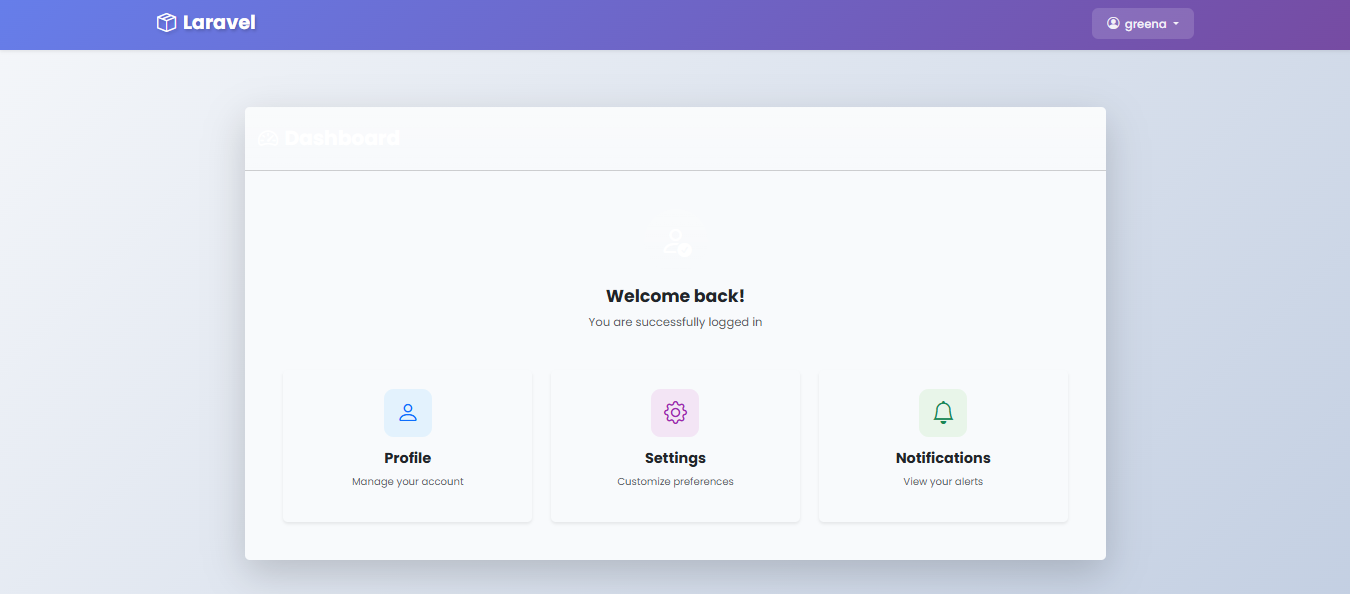 Laravel
greena
Dashboard
Welcome back!
You are successfully logged in
Profile
Manage your account
Settings
Customize preferences
Notifications
View your alerts